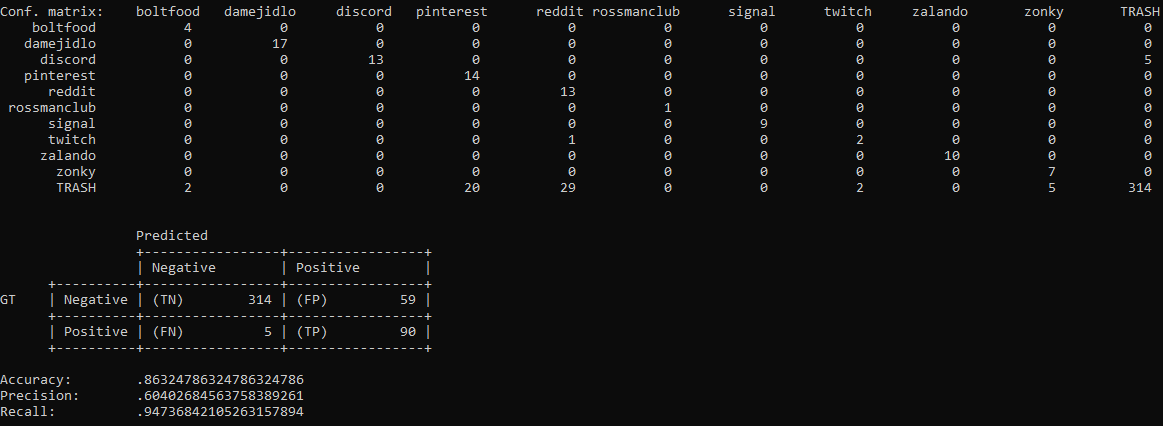 Conf. matrix:    boltfood  damejidlo    discord  pinterest     reddit rossmanclub     signal     twitch    zalando      zonky      TRASH
    boltfood           4          0          0          0          0          0          0          0          0          0          0
   damejidlo           0         17          0          0          0          0          0          0          0          0          0
     discord           0          0         13          0          0          0          0          0          0          0          5
   pinterest           0          0          0         14          0          0          0          0          0          0          0
      reddit           0          0          0          0         13          0          0          0          0          0          0
 rossmanclub           0          0          0          0          0          1          0          0          0          0          0
      signal           0          0          0          0          0          0          9          0          0          0          0
      twitch           0          0          0          0          1          0          0          2          0          0          0
     zalando           0          0          0          0          0          0          0          0         10          0          0
       zonky           0          0          0          0          0          0          0          0          0          7          0
       TRASH           2          0          0         20         29          0          0          2          0          5        314
Predicted
| Negative | Positive |
GT | Negative | (TN) 314 | (FP) 59 |
| Positive | (FN) 5 | (TP) 90 |
Accuracy: .86324786324786324786
Precision: .60402684563758389261
Recall: .94736842105263157894